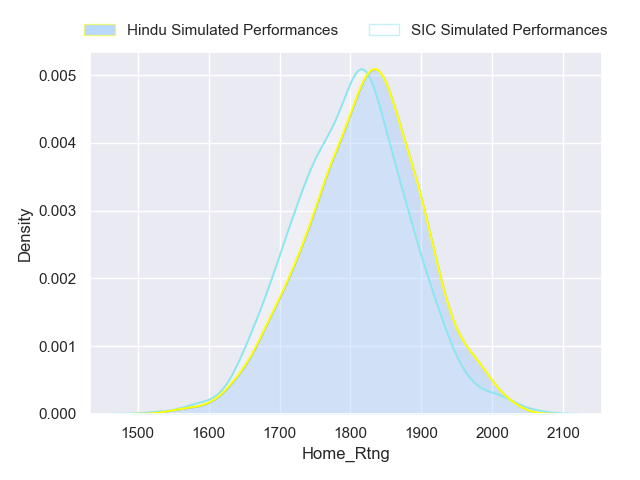 Hindu Simulated Performances
SIC Simulated Performances
0.005
0.004
0.003
0.002
0.001
0.000
Density
1500 1600 1700 1800 1900 2000 2100
Home_Rtng